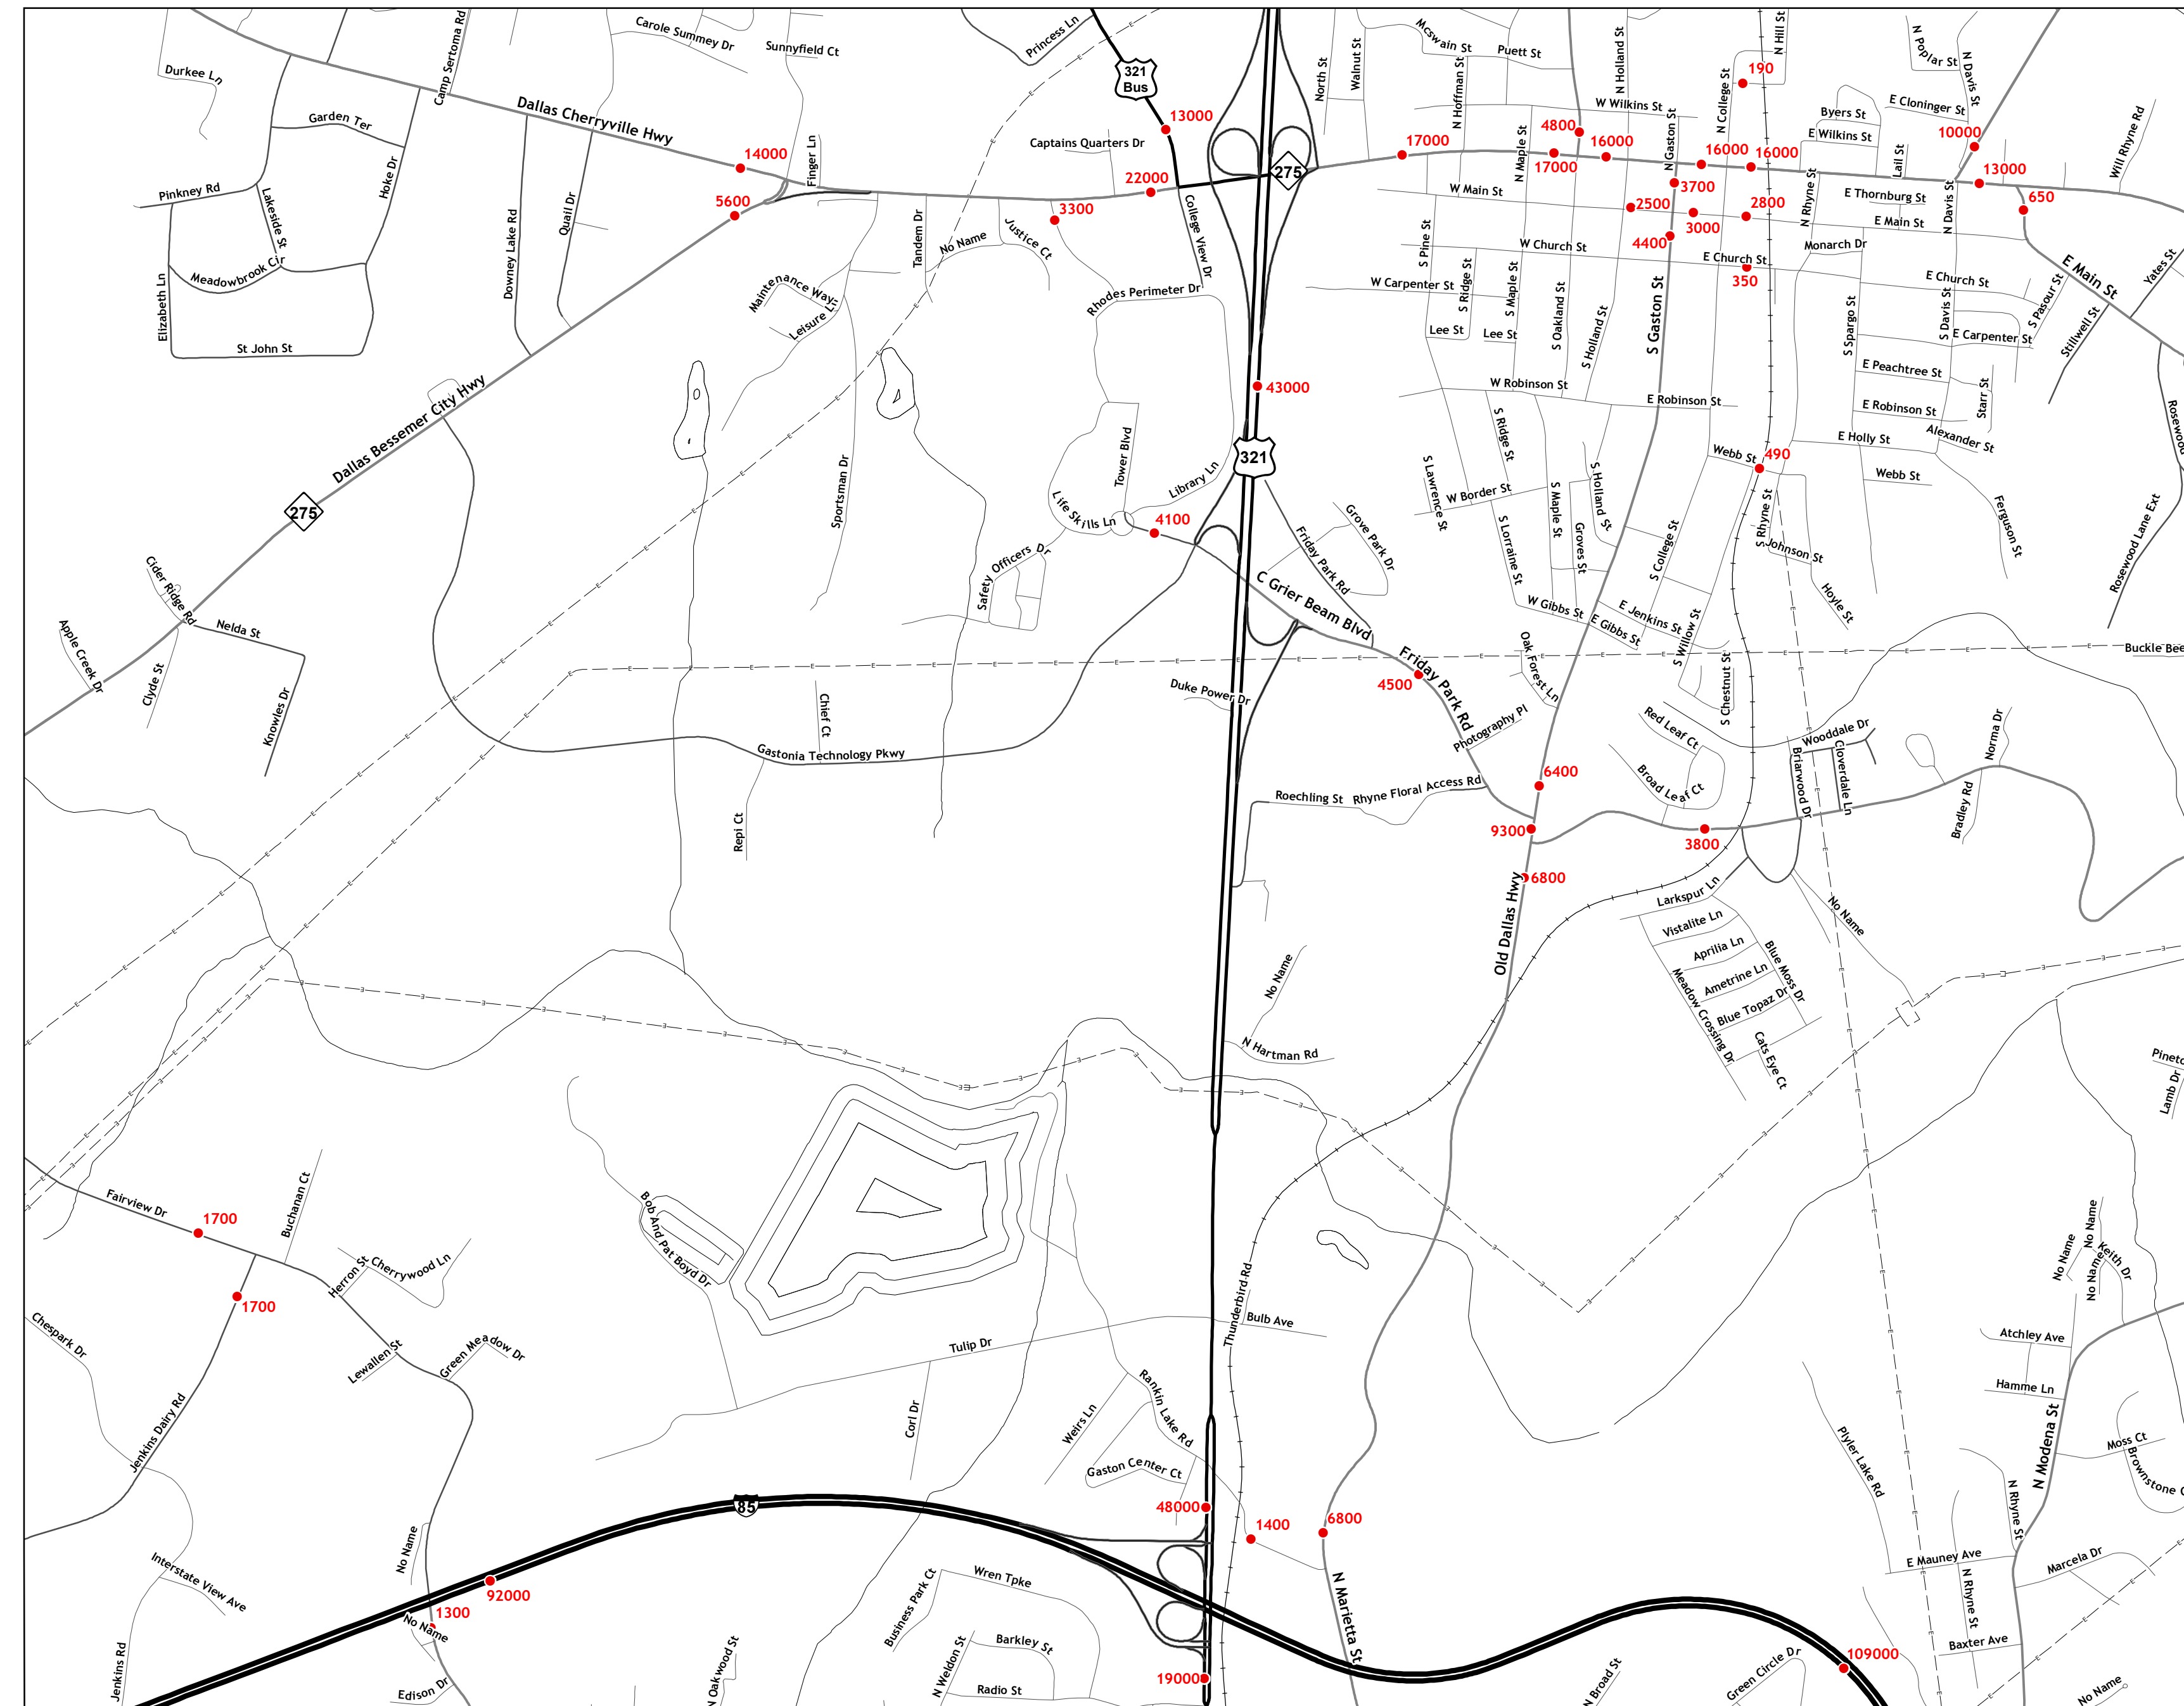 Camp Sertoma Rd
Carole Summey Dr
Sunnyfield Ct
Princess Ln
321
Bus
North St
Walnut St
Mcswain St
Puett St
N Holland St
N Hill St
N Poplar St
N Davis St
Durkee Ln
Garden Ter
Dallas Cherryville Hwy
13000
N Hoffman St
W Wilkins St
N College St
190
Byers St
E Cloninger St
E Wilkins St
10000
Will Rhyne Rd
14000
Finger Ln
Captains Quarters Dr
22000
275
17000
N Maple St
4800
17000
16000
N Gaston St
16000
16000
Lail St
13000
Pinkney Rd
Hoke Dr
Lakeside St
5600
3300
College View Dr
W Main St
3700
2500
3000
2800
N Rhyne St
E Thornburg St
E Main St
N Davis St
650
Quail Dr
Downey Lake Rd
Tandem Dr
No Name
Justice Ct
S Pine St
W Church St
4400
E Church St
350
Monarch Dr
E Main St
Yates St
Elizabeth Ln
Meadowbrook Cir
Maintenance Way
Leisure Ln
Rhodes Perimeter Dr
W Carpenter St
S Ridge St
S Maple St
S Oakland St
S Holland St
S Gaston St
S Spargo St
E Church St
S Davis St
S Pasour St
Stillwell St
St John St
Lee St
Lee St
E Carpenter St
E Peachtree St
Starr St
Dallas Bessemer City Hwy
43000
W Robinson St
E Robinson St
E Robinson St
Alexander St
E Holly St
Webb St
321
Tower Blvd
Library Ln
S Ridge St
Webb St
490
275
Sportsman Dr
Life Skills Ln
4100
S Lawrence St
W Border St
S Maple St
S Holland St
S Rhyne St
Ferguson St
Rosewood Lane Ext
Safety Officers Dr
Friday Park Rd
Grove Park Dr
S Lorraine St
Groves St
S College St
Johnson St
Cider Ridge Rd
Nelda St
C Grier Beam Blvd
W Gibbs St
E Gibbs St
E Jenkins St
S Willow St
Hoyle St
Apple Creek Dr
Clyde St
Knowles Dr
Friday Park Rd
4500
Oak Forest Ln
S Chestnut St
Duke Power Dr
Chief Ct
Gastonia Technology Pkwy
Photography Pl
Red Leaf Ct
Wooddale Dr
Norma Dr
Repi Ct
Roechling St
Rhyne Floral Access Rd
6400
Broad Leaf Ct
Briarwood Dr
Cloverdale Ln
Bradley Rd
9300
3800
6800
Old Dallas Hwy
Larkspur Ln
Vistalite Ln
Aprilia Ln
Ametrine Ln
Blue Topaz Dr
Blue Moss Dr
Meadow Crossing Dr
Cats Eye Ct
No Name
No Name
N Hartman Rd
Lamb Dr
Fairview Dr
1700
Buchanan Ct
Herron St
Cherrywood Ln
1700
Bob And Pat Boyd Dr
Thunderbird Rd
Bulb Ave
No Name
No Name
No Name
Keith Dr
Chespark Dr
Lewallen St
Green Meadow Dr
Tulip Dr
Atchley Ave
Hamme Ln
Jenkins Dairy Rd
Corl Dr
Weirs Ln
Rankin Lake Rd
Gaston Center Ct
Plyler Lake Rd
N Modena St
Moss Ct
85
48000
1400
6800
N Rhyne St
No Name
Interstate View Ave
92000
1300
No Name
Wren Tpke
Business Park Ct
N Marietta St
E Mauney Ave
N Rhyne St
Marcela Dr
Jenkins Rd
Edison Dr
N Oakwood St
N Weldon St
Barkley St
Radio St
19000
N Broad St
Green Circle Dr
109000
Baxter Ave
No Name